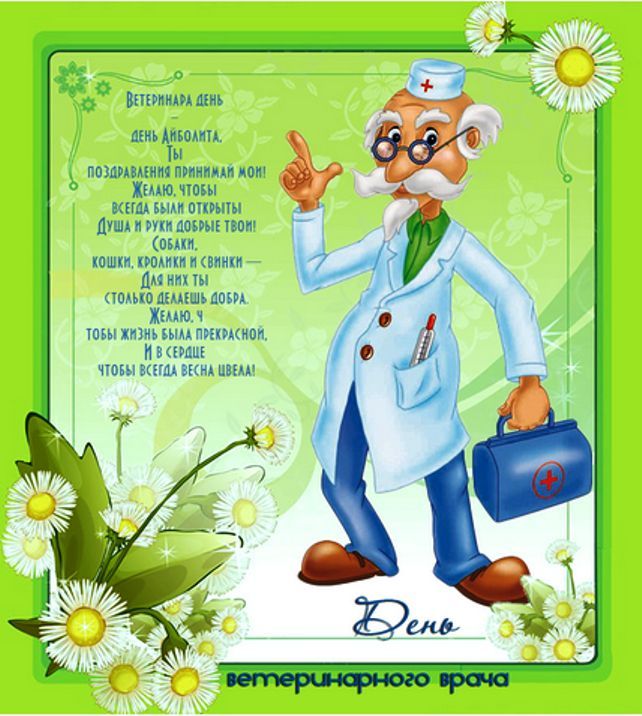 Ветеринара день
–
день Айболита,
Ты
поздравления принимай мои!
Желаю, чтобы
всегда были открыты
Душа и руки добрые твои!
Собаки,
кошки, кролики и свинки —
Для них ты
столько делаешь добра.
Желаю, ч
тобы жизнь была прекрасной,
И в сердце
чтобы всегда весна цвела!
День
ветеринарного врача